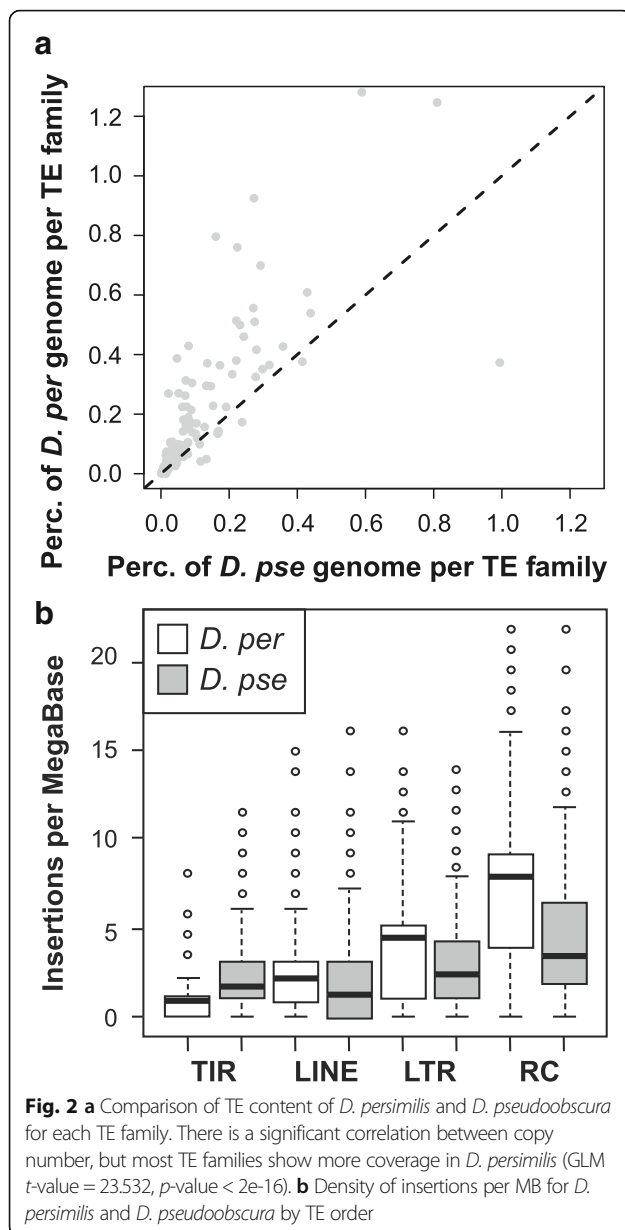 a
Perc. of D. per genome per TE family
1.2
1.0
0.8
0.6
0.4
0.2
0.0
0.0 0.2 0.4 0.6 0.8 1.0 1.2
Perc. of D. pse genome per TE family
b
D. per
D. pse
Insertions per MegaBase
20
15
10
5
0
TIR LINE LTR RC
Fig. 2 a Comparison of TE content of D. persimilis and D. pseudoobscura
for each TE family. There is a significant correlation between copy
number, but most TE families show more coverage in D. persimilis (GLM
t-value = 23.532, p-value < 2e-16). b Density of insertions per MB for D.
persimilis and D. pseudoobscura by TE order